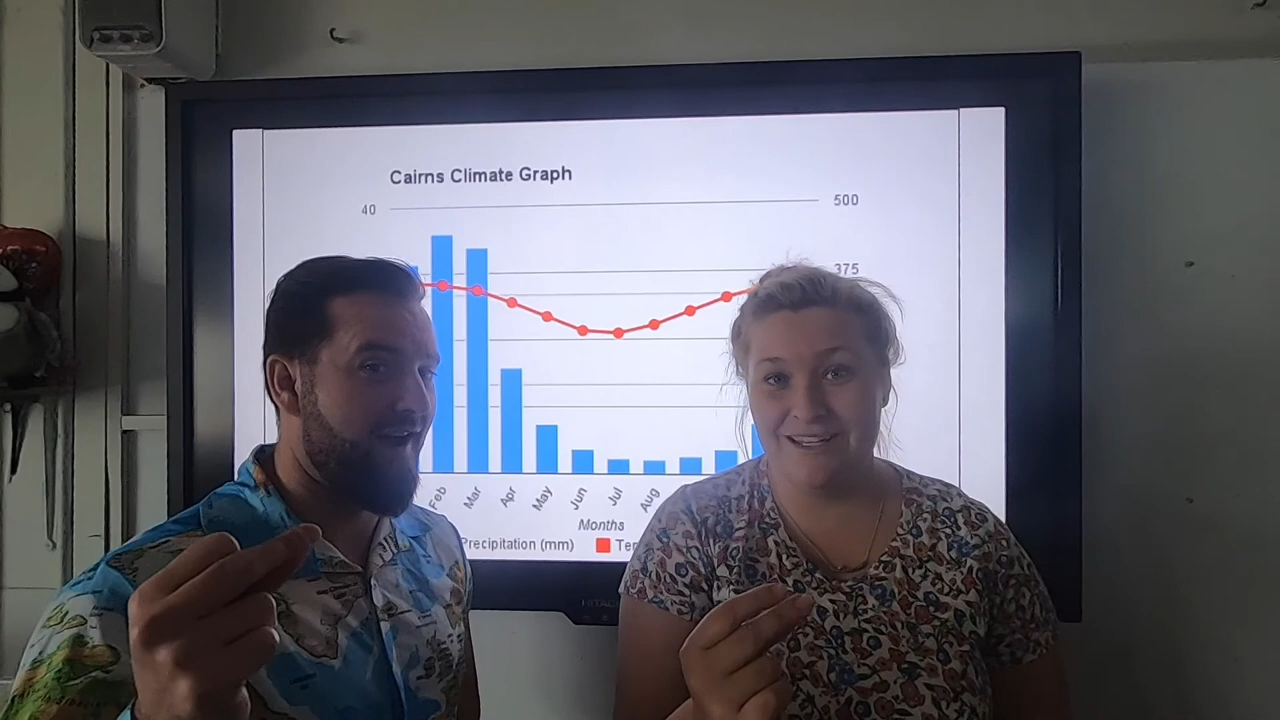 Cairns Climate Graph
40
500
375
Feb Mar Apr May Jun Jul Aug
Months
Precipitation (mm)